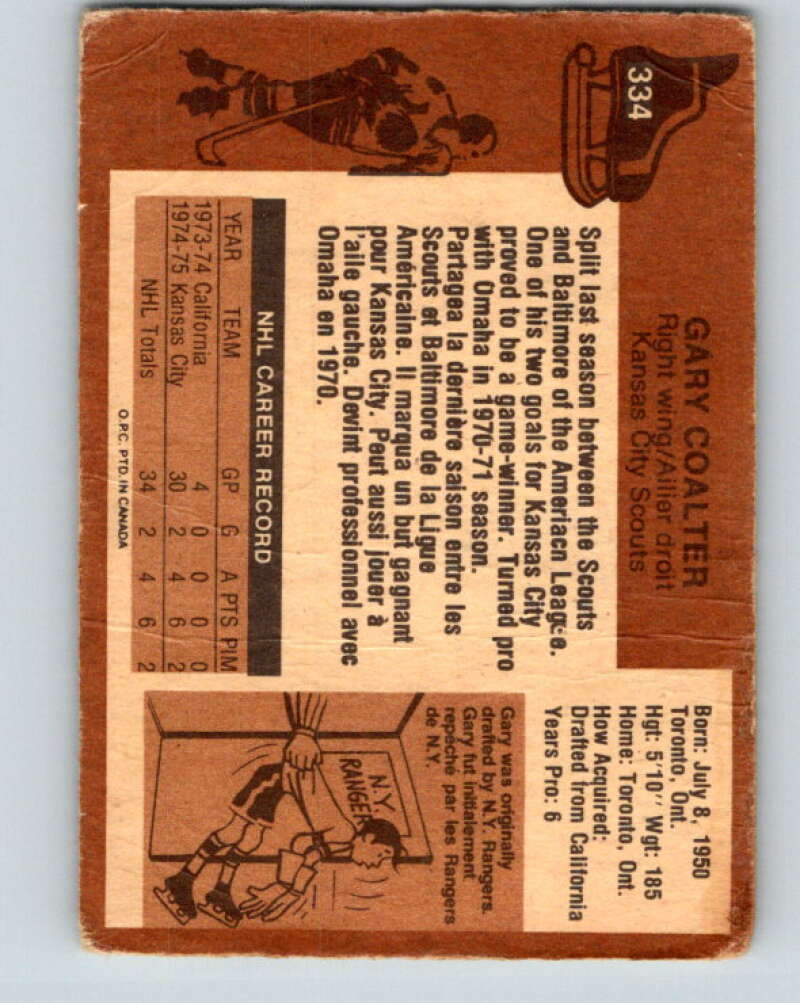 334
GARY COALTER
Right wing/Ailier droit
Kansas City Scouts
Born: July 8, 1950
Toronto, Ont.
Hgt: 5'10" Wgt: 185
Home: Toronto, Ont.
How Acquired:
Drafted from California
Years Pro: 6
Split last season between the Scouts
and Baltimore of the Ameriacn League.
One of his two goals for Kansas City
proved to be a game-winner. Turned pro
with Omaha in 1970-71 season.
Partagea la dernière saison entre les
Scouts et Baltimore de la Ligue
Américaine. Il marqua un but gagnant
pour Kansas City. Peut aussi jouer à
l'aile gauche. Devint professionnel avec
Omaha en 1970.
NHL CAREER RECORD
YEAR TEAM GP G A PTS PIM
1973-74 California 4 0 0 0 0
1974-75 Kansas City 30 2 4 6 2
NHL Totals 34 2 4 6 2
O.P.C. PTD. IN CANADA
Gary was originally
drafted by N.Y. Rangers.
Gary fut initialement
repêché par les Rangers
de N.Y.
N.Y.
RANGER